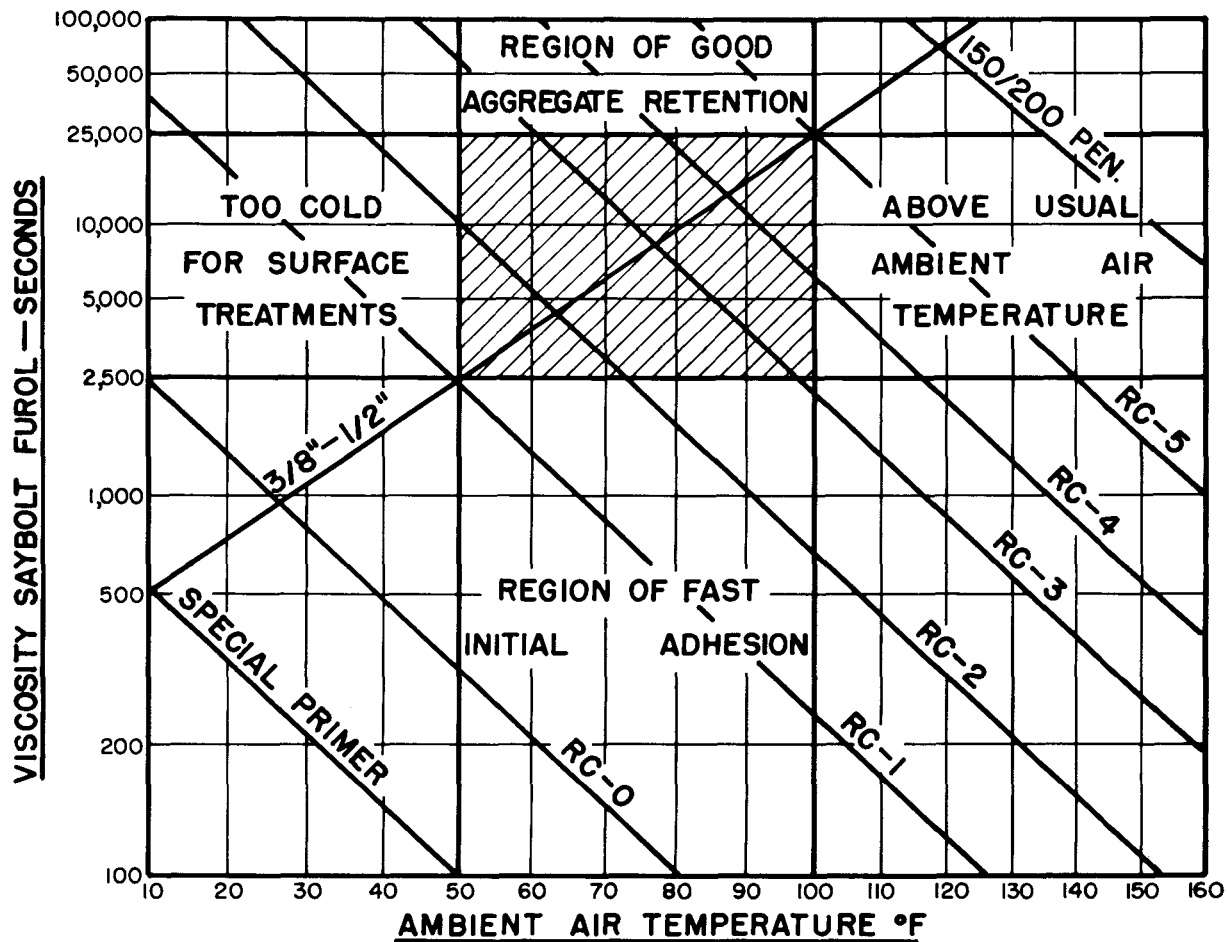 100,000
50,000
25,000
10,000
5,000
2,500
1,000
500
200
100
VISCOSITY SAYBOLT FUROL—SECONDS
REGION OF GOOD
AGGREGATE RETENTION
150/200 PEN.
TOO COLD
FOR SURFACE
TREATMENTS
ABOVE USUAL
AMBIENT AIR
TEMPERATURE
3/8"-1/2"
REGION OF FAST
INITIAL ADHESION
SPECIAL PRIMER
RC-0
RC-1
RC-2
RC-3
RC-4
RC-5
10 20 30 40 50 60 70 80 90 100 110 120 130 140 150 160
AMBIENT AIR TEMPERATURE °F